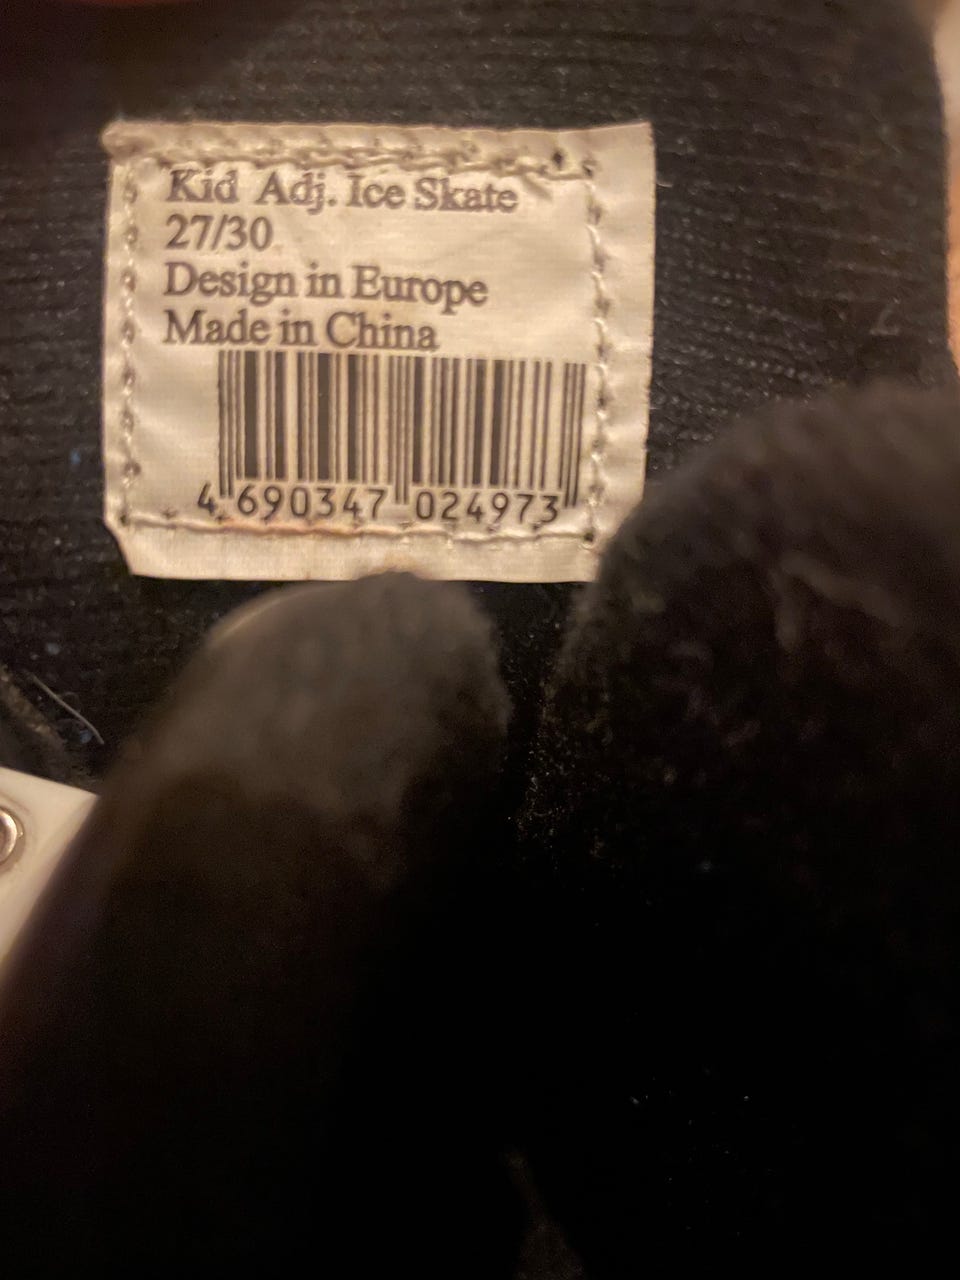 Kid Adj. Ice Skate
27/30
Design in Europe
Made in China
4 690347 024973